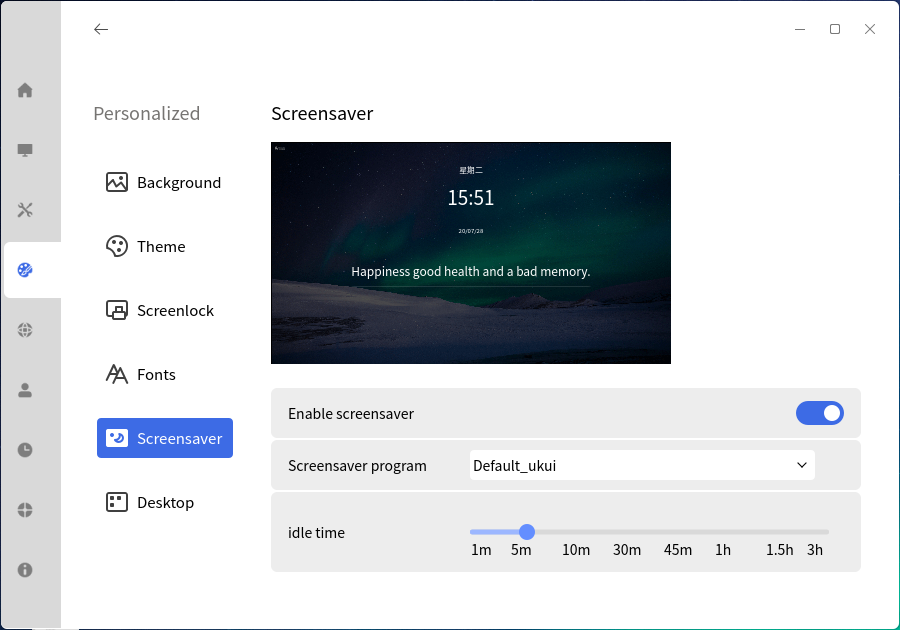 Personalized
Background
Theme
Screenlock
Fonts
Screensaver
Desktop
Screensaver
星期二
15:51
20/07/28
Happiness good health and a bad memory.
Enable screensaver
Screensaver program
Default_ukui
idle time
1m 5m 10m 30m 45m 1h 1.5h 3h